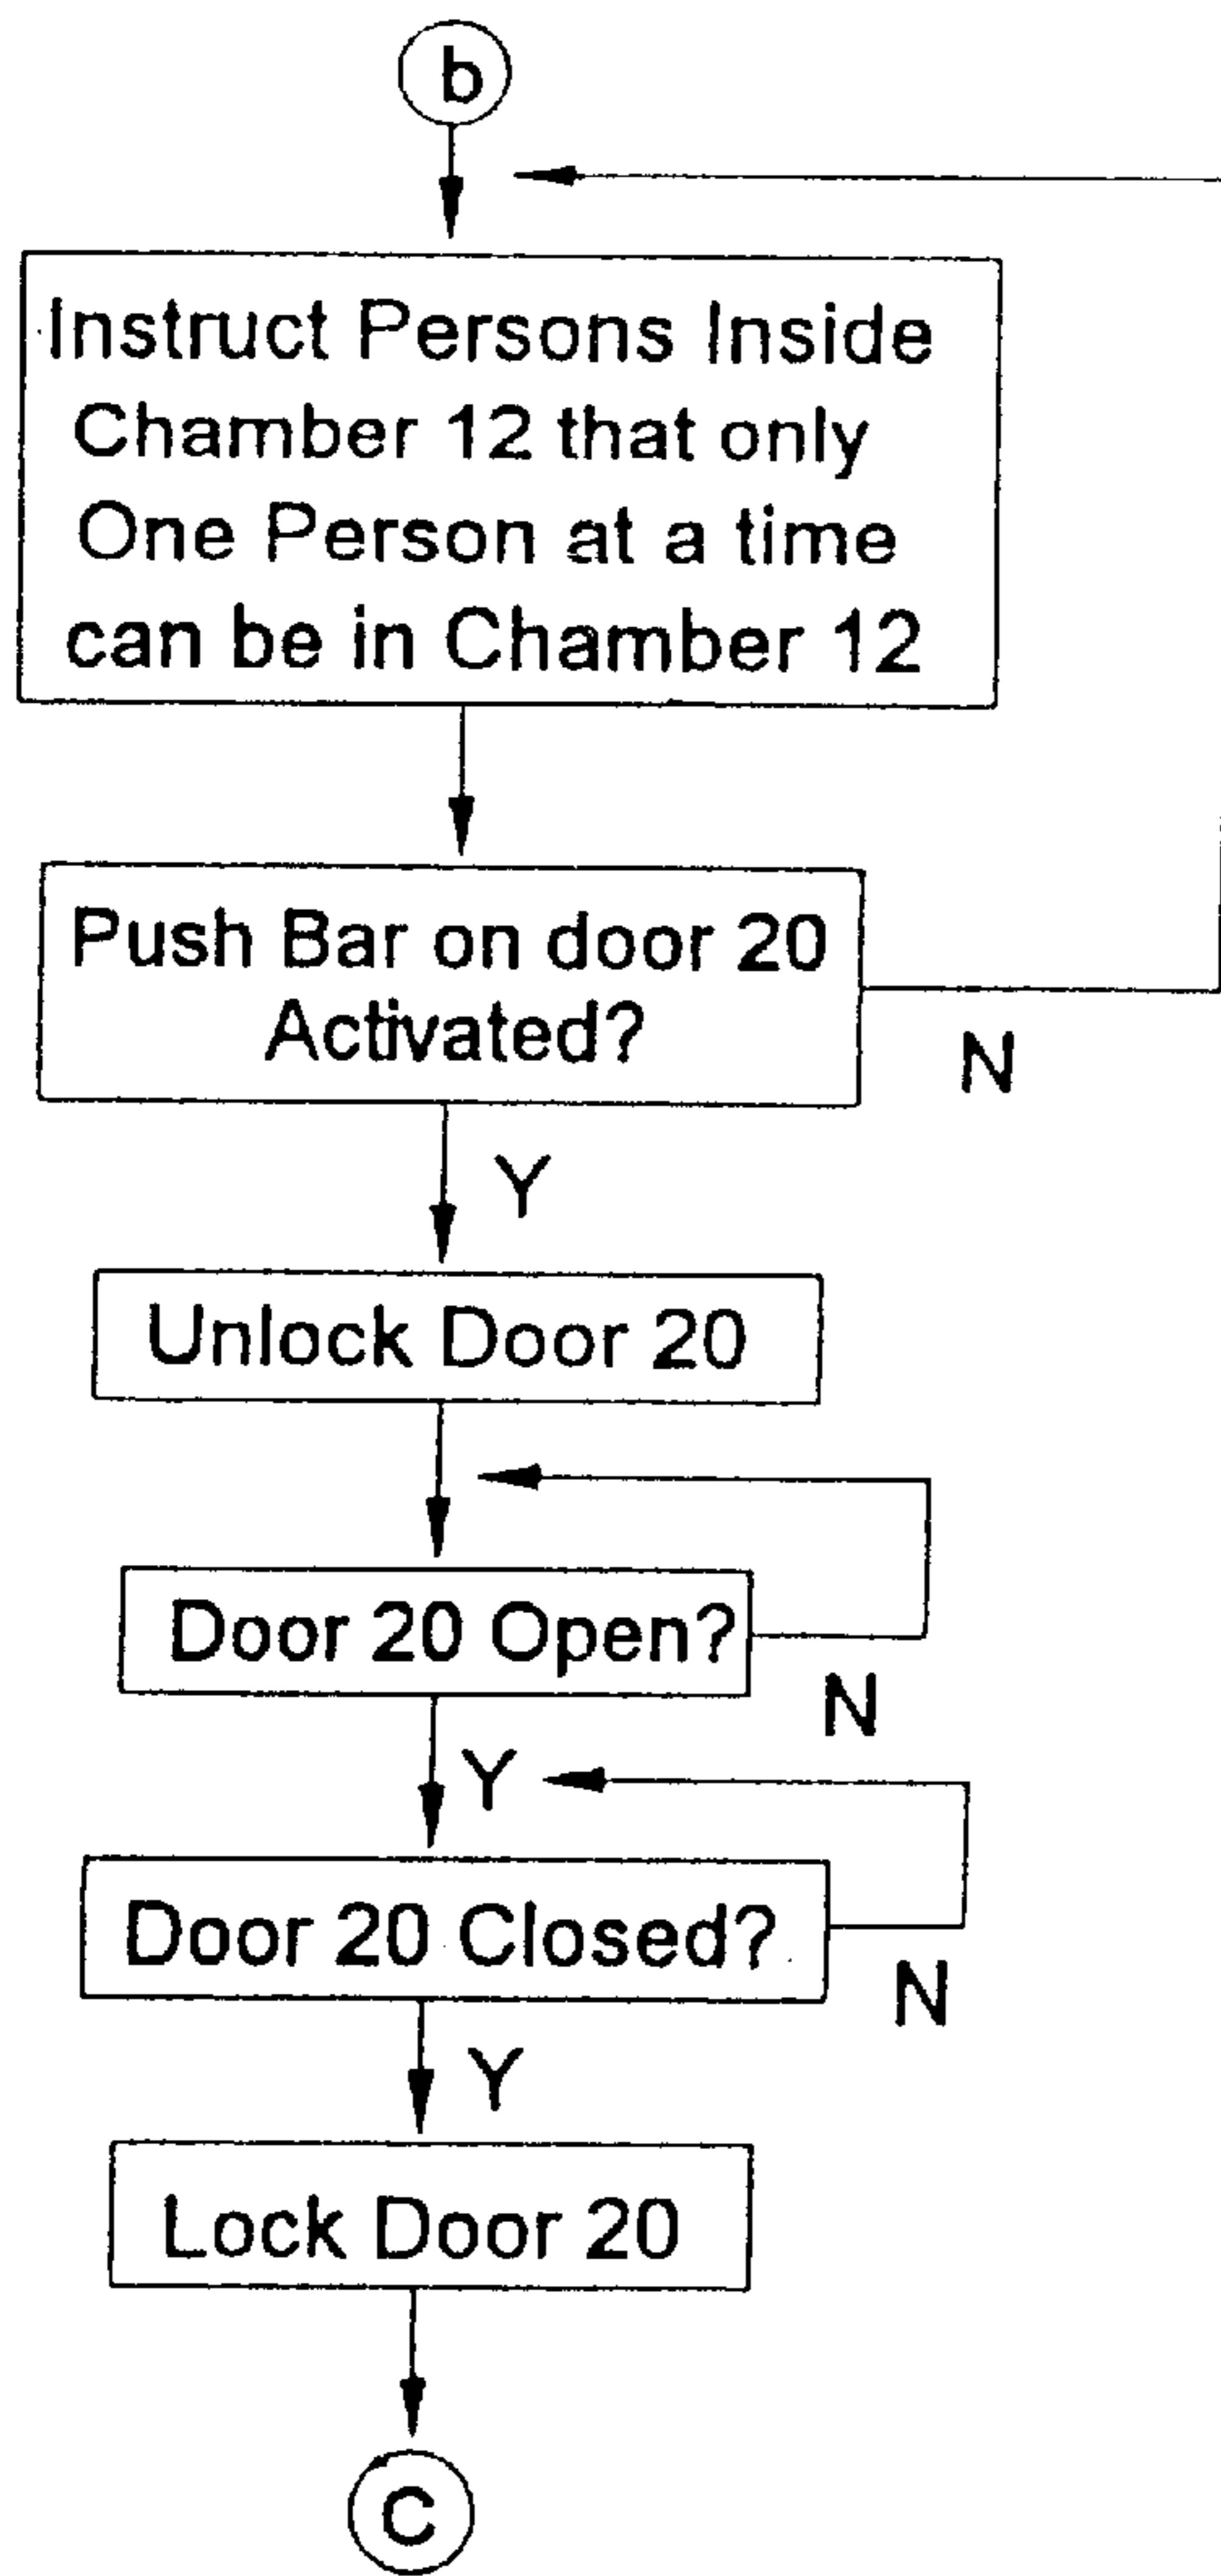 b
Instruct Persons Inside
Chamber 12 that only
One Person at a time
can be in Chamber 12
Push Bar on door 20
Activated?
N
Y
Unlock Door 20
Door 20 Open?
N
Y
Door 20 Closed?
N
Y
Lock Door 20
C